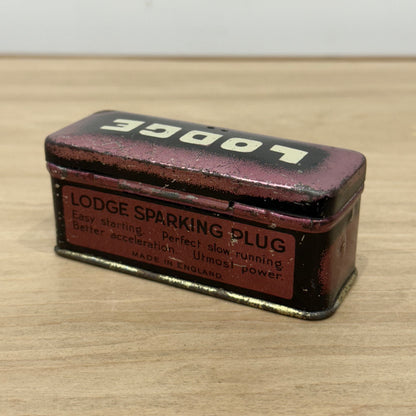 LODGE
LODGE SPARKING PLUG
Easy starting. Perfect slow running.
Better acceleration. Utmost power.
MADE IN ENGLAND